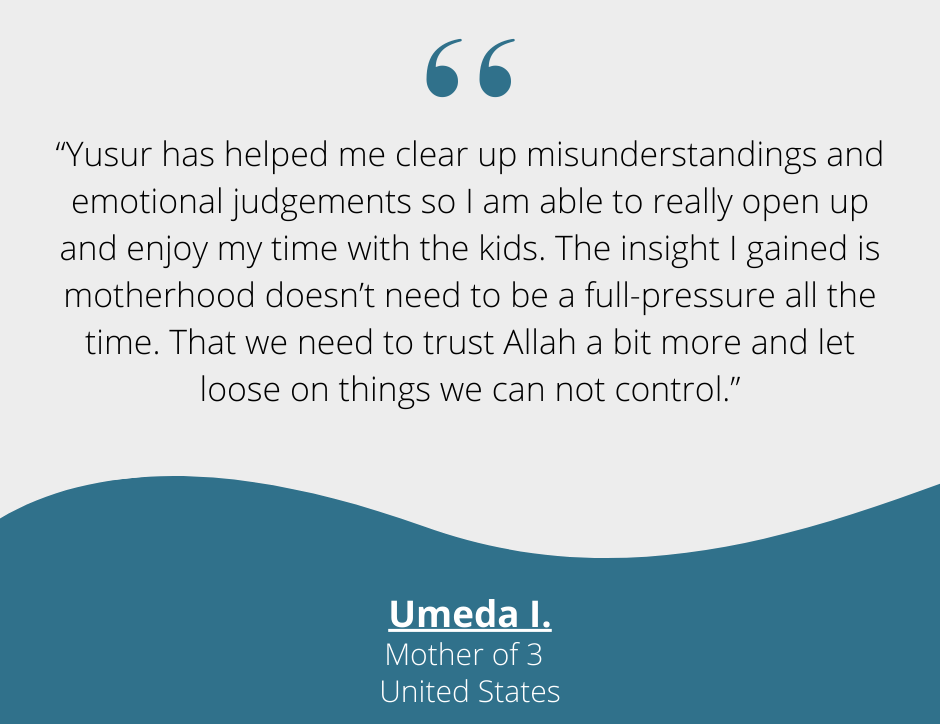 “Yusur has helped me clear up misunderstandings and
emotional judgements so I am able to really open up
and enjoy my time with the kids. The insight I gained is
motherhood doesn’t need to be a full-pressure all the
time. That we need to trust Allah a bit more and let
loose on things we can not control.”
Umeda I.
Mother of 3
United States